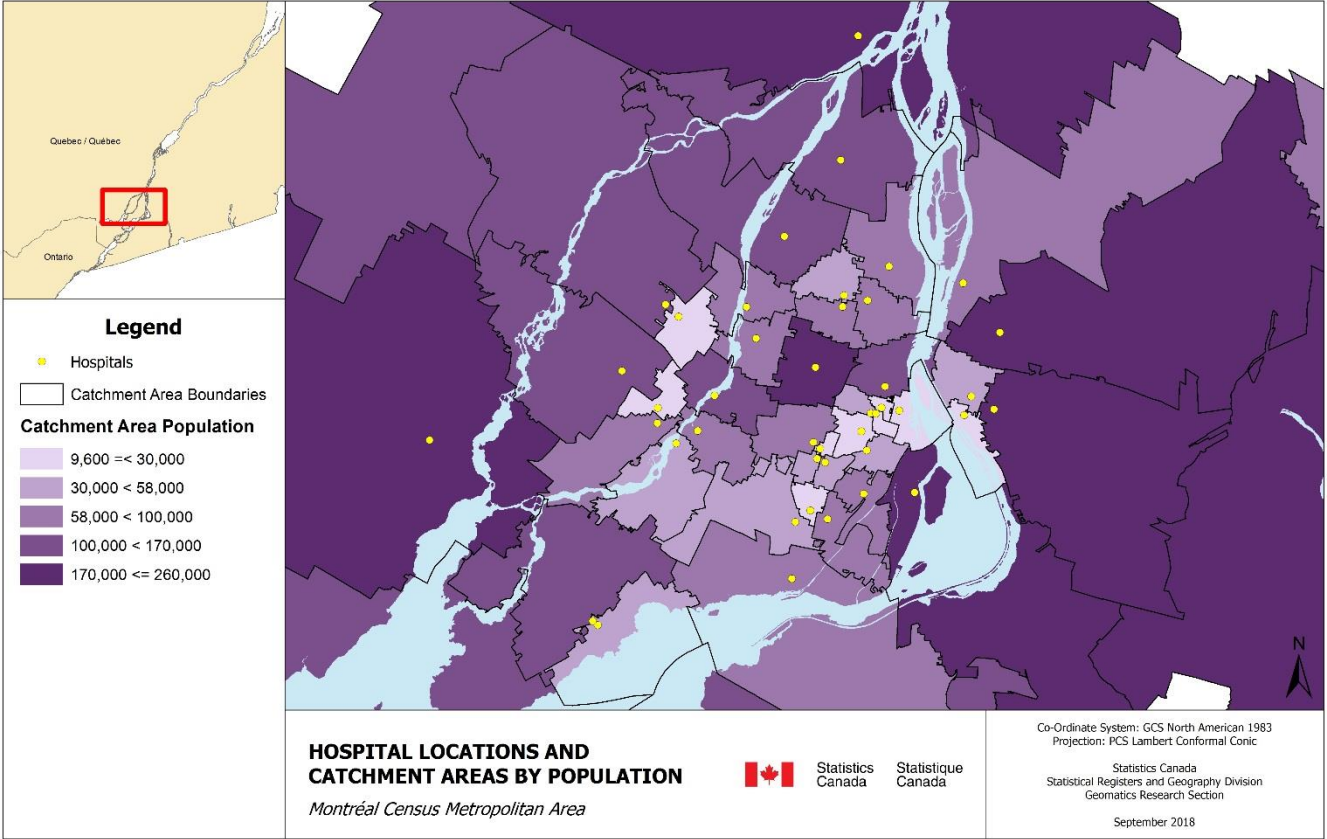 Quebec / Québec
Ontario
Legend
Hospitals
Catchment Area Boundaries
Catchment Area Population
9,600 =< 30,000
30,000 < 58,000
58,000 < 100,000
100,000 < 170,000
170,000 <= 260,000
N
HOSPITAL LOCATIONS AND
CATCHMENT AREAS BY POPULATION
Montréal Census Metropolitan Area
Statistics Statistique
Canada Canada
Co-Ordinate System: GCS North American 1983
Projection: PCS Lambert Conformal Conic
Statistics Canada
Statistical Registers and Geography Division
Geomatics Research Section
September 2018